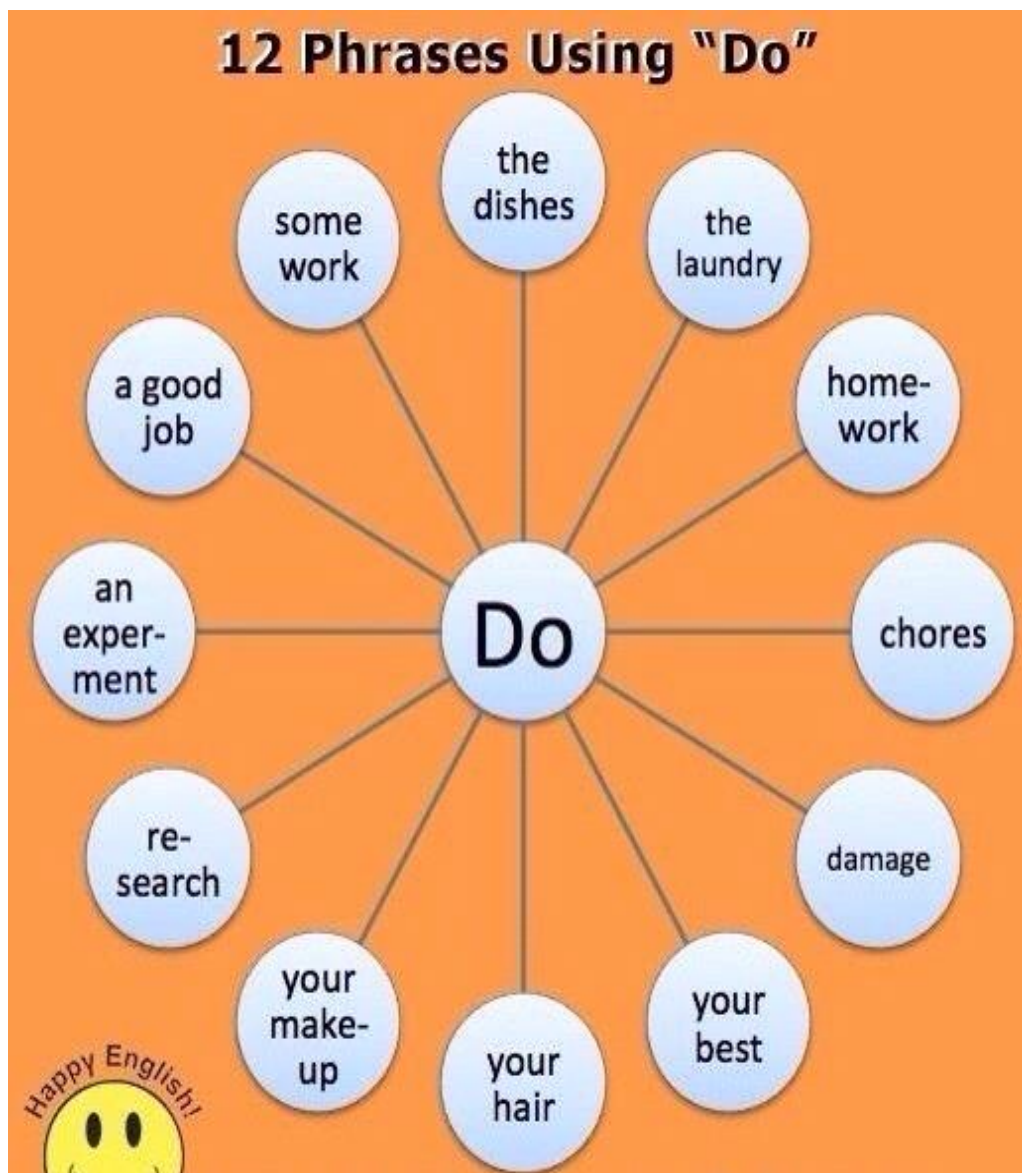 12 Phrases Using “Do”
the
dishes
the
laundry
home-
work
chores
damage
your
best
your
hair
your
make-
up
re-
search
an
exper-
ment
a good
job
some
work
Do
Happy English!